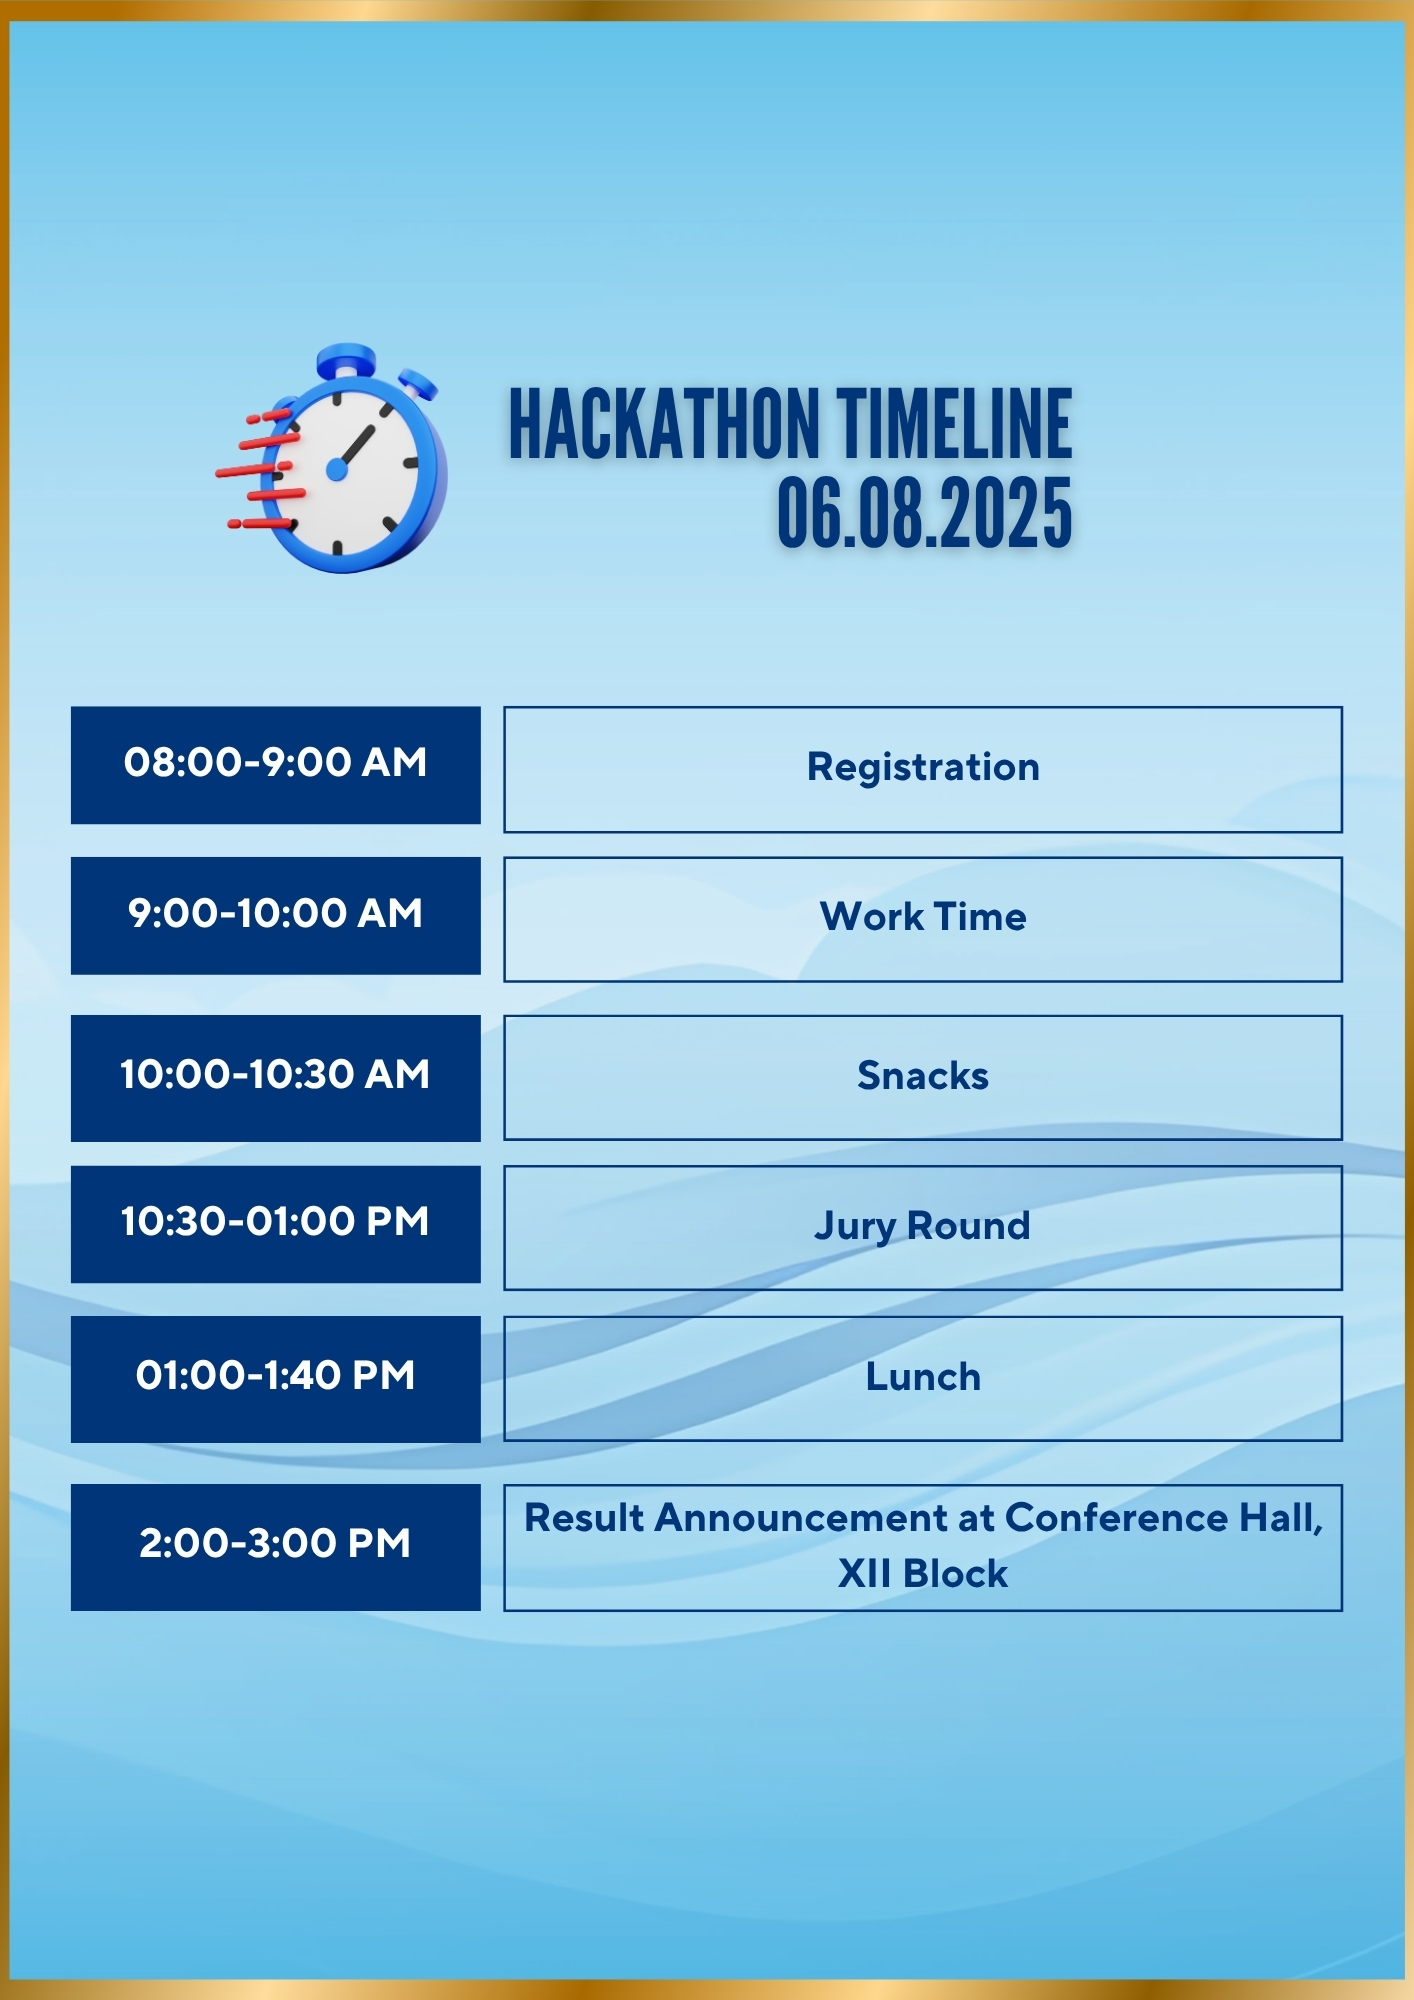 HACKATHON TIMELINE
06.08.2025
08:00-9:00 AM
Registration
9:00-10:00 AM
Work Time
10:00-10:30 AM
Snacks
10:30-01:00 PM
Jury Round
01:00-1:40 PM
Lunch
2:00-3:00 PM
Result Announcement at Conference Hall,
XII Block